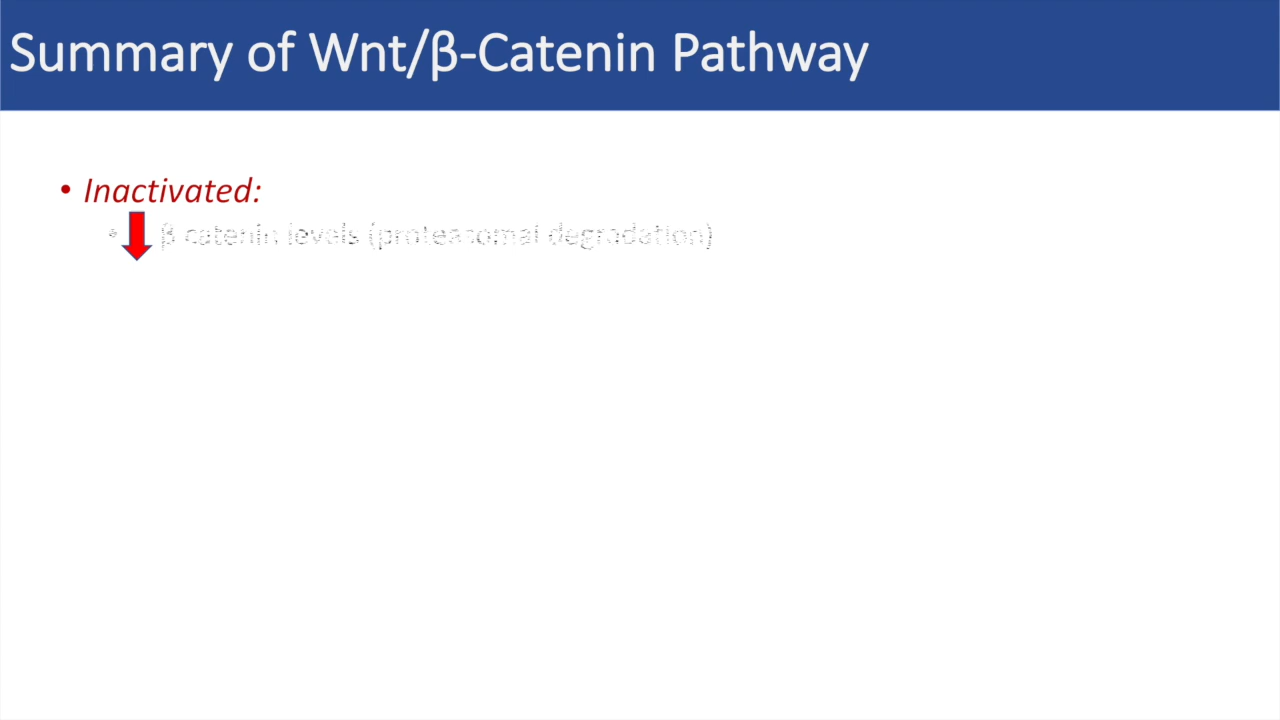 Summary of Wnt/β-Catenin Pathway
• Inactivated:
• β catenin levels (proteasomal degradation)